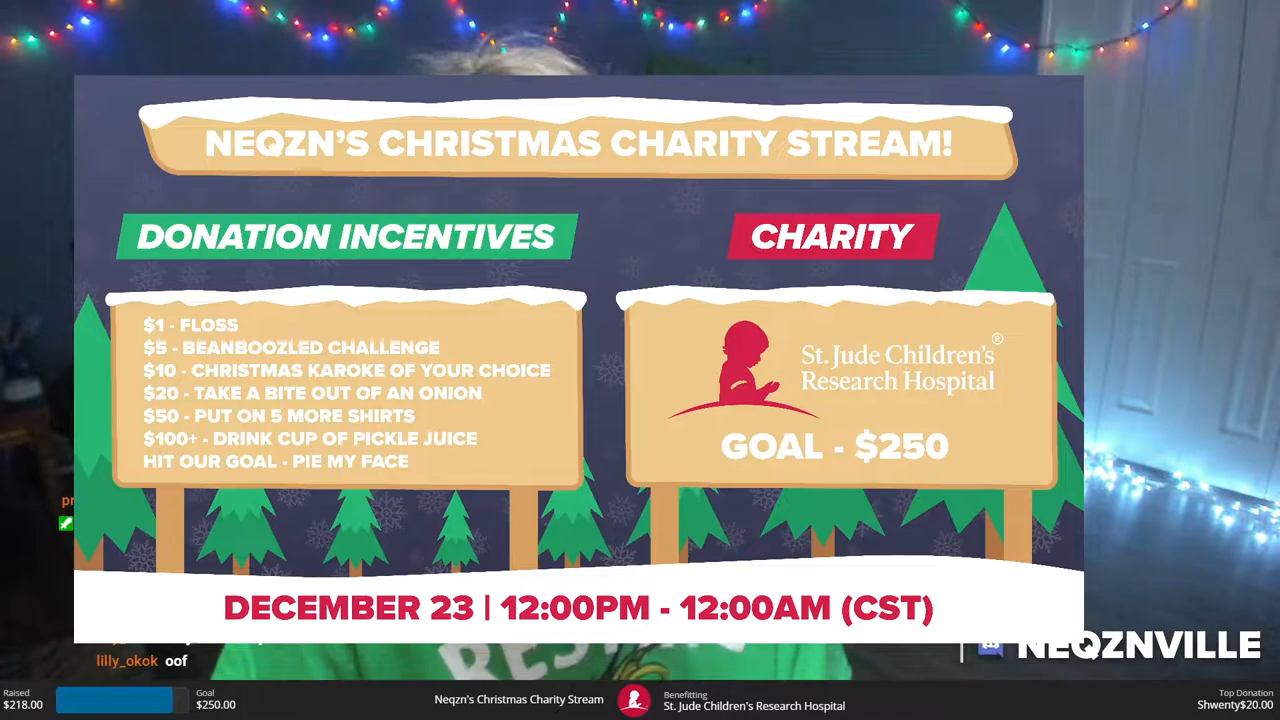 NEQZN'S CHRISTMAS CHARITY STREAM!
DONATION INCENTIVES
$1 - FLOSS
$5 - BEANBOOZLED CHALLENGE
$10 - CHRISTMAS KAROKE OF YOUR CHOICE
$20 - TAKE A BITE OUT OF AN ONION
$50 - PUT ON 5 MORE SHIRTS
$100+ - DRINK CUP OF PICKLE JUICE
HIT OUR GOAL - PIE MY FACE
CHARITY
St. Jude Children's®
Research Hospital
GOAL - $250
DECEMBER 23 | 12:00PM - 12:00AM (CST)
lilly_okok oof
NEQZNVILLE
Raised
$218.00
Goal
$250.00
Neqzn's Christmas Charity Stream
Benefitting
St. Jude Children's Research Hospital
Top Donation
Shwenty$20.00